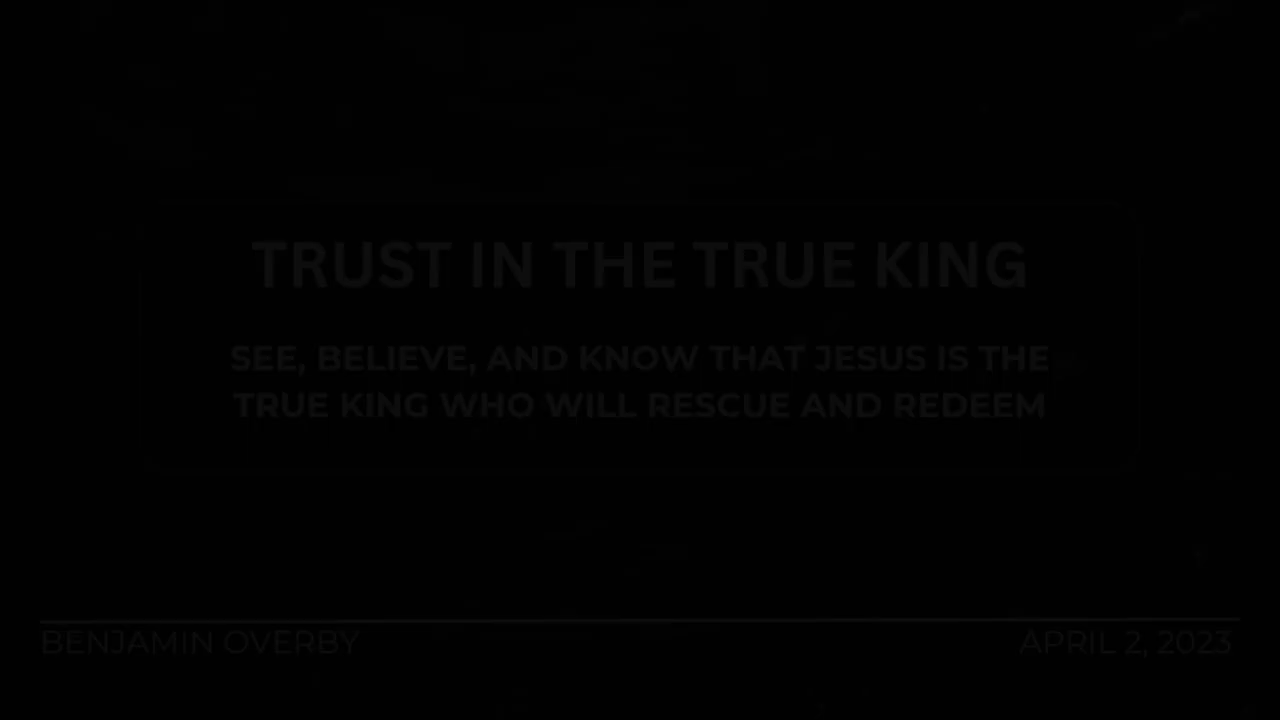 TRUST IN THE TRUE KING
SEE, BELIEVE, AND KNOW THAT JESUS IS THE
TRUE KING WHO WILL RESCUE AND REDEEM
BENJAMIN OVERBY
APRIL 2, 2023